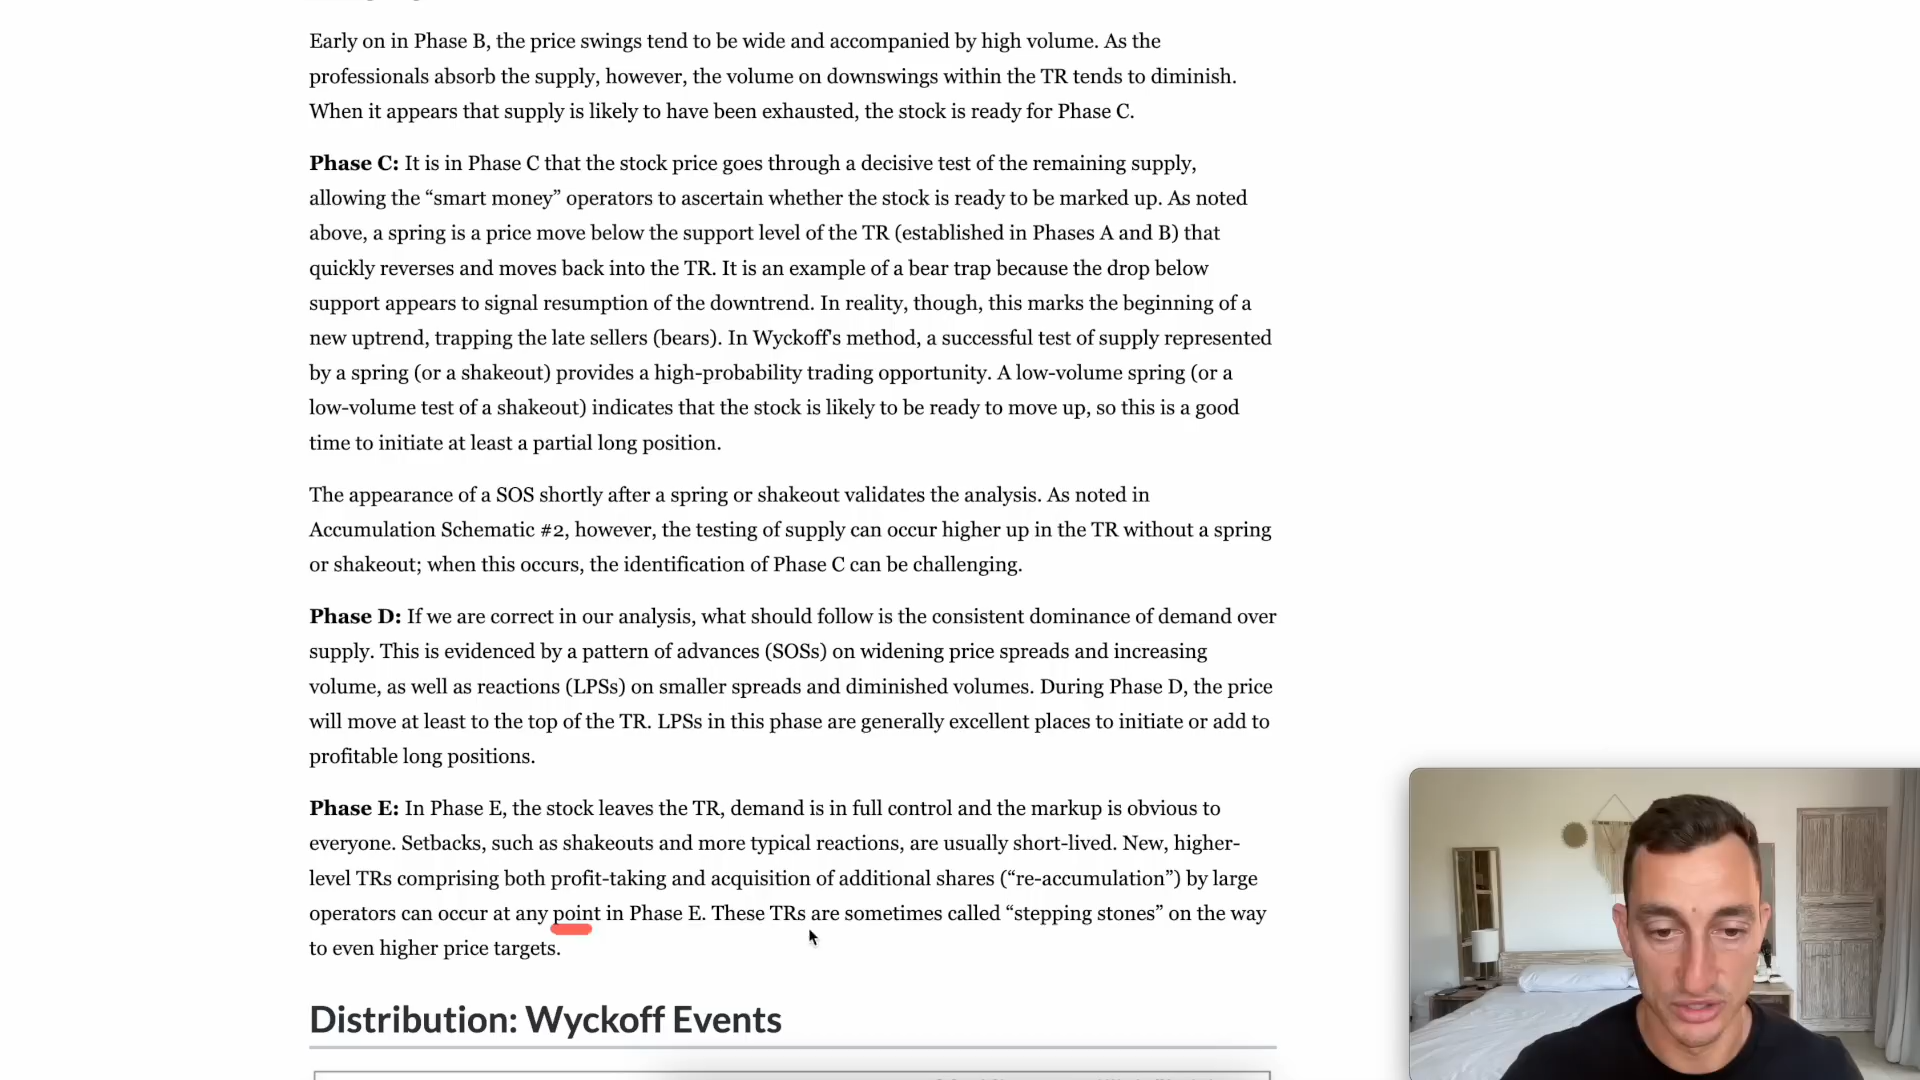 Early on in Phase B, the price swings tend to be wide and accompanied by high volume. As the
professionals absorb the supply, however, the volume on downswings within the TR tends to diminish.
When it appears that supply is likely to have been exhausted, the stock is ready for Phase C.
Phase C: It is in Phase C that the stock price goes through a decisive test of the remaining supply,
allowing the “smart money” operators to ascertain whether the stock is ready to be marked up. As noted
above, a spring is a price move below the support level of the TR (established in Phases A and B) that
quickly reverses and moves back into the TR. It is an example of a bear trap because the drop below
support appears to signal resumption of the downtrend. In reality, though, this marks the beginning of a
new uptrend, trapping the late sellers (bears). In Wyckoff's method, a successful test of supply represented
by a spring (or a shakeout) provides a high-probability trading opportunity. A low-volume spring (or a
low-volume test of a shakeout) indicates that the stock is likely to be ready to move up, so this is a good
time to initiate at least a partial long position.
The appearance of a SOS shortly after a spring or shakeout validates the analysis. As noted in
Accumulation Schematic #2, however, the testing of supply can occur higher up in the TR without a spring
or shakeout; when this occurs, the identification of Phase C can be challenging.
Phase D: If we are correct in our analysis, what should follow is the consistent dominance of demand over
supply. This is evidenced by a pattern of advances (SOSs) on widening price spreads and increasing
volume, as well as reactions (LPSs) on smaller spreads and diminished volumes. During Phase D, the price
will move at least to the top of the TR. LPSs in this phase are generally excellent places to initiate or add to
profitable long positions.
Phase E: In Phase E, the stock leaves the TR, demand is in full control and the markup is obvious to
everyone. Setbacks, such as shakeouts and more typical reactions, are usually short-lived. New, higher-
level TRs comprising both profit-taking and acquisition of additional shares (“re-accumulation”) by large
operators can occur at any point in Phase E. These TRs are sometimes called “stepping stones” on the way
to even higher price targets.
Distribution: Wyckoff Events